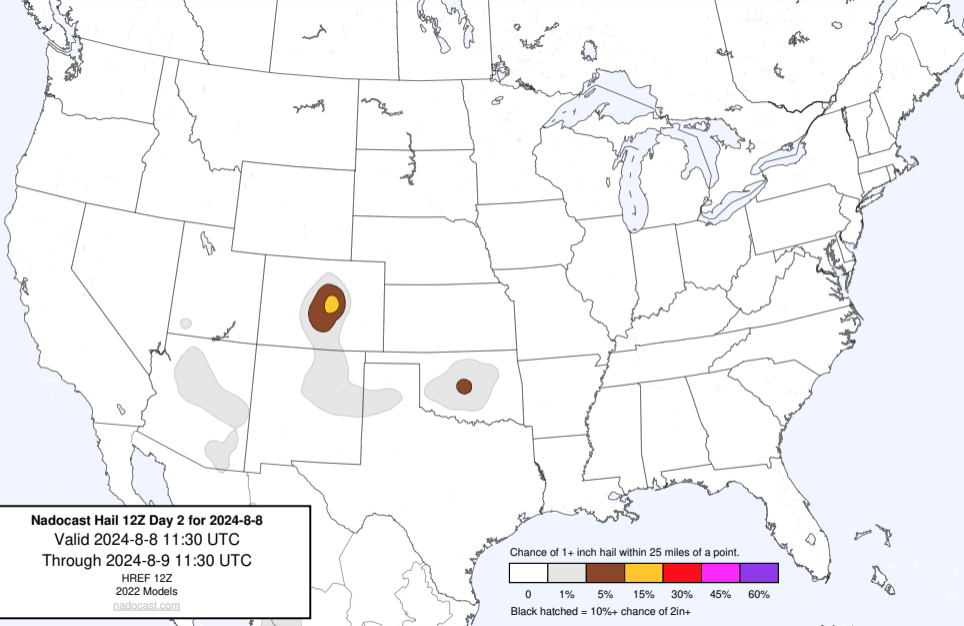 Nadocast Hail 12Z Day 2 for 2024-8-8
Valid 2024-8-8 11:30 UTC
Through 2024-8-9 11:30 UTC
HREF 12Z
2022 Models
nadocast.com
Chance of 1+ inch hail within 25 miles of a point.
0 1% 5% 15% 30% 45% 60%
Black hatched = 10%+ chance of 2in+